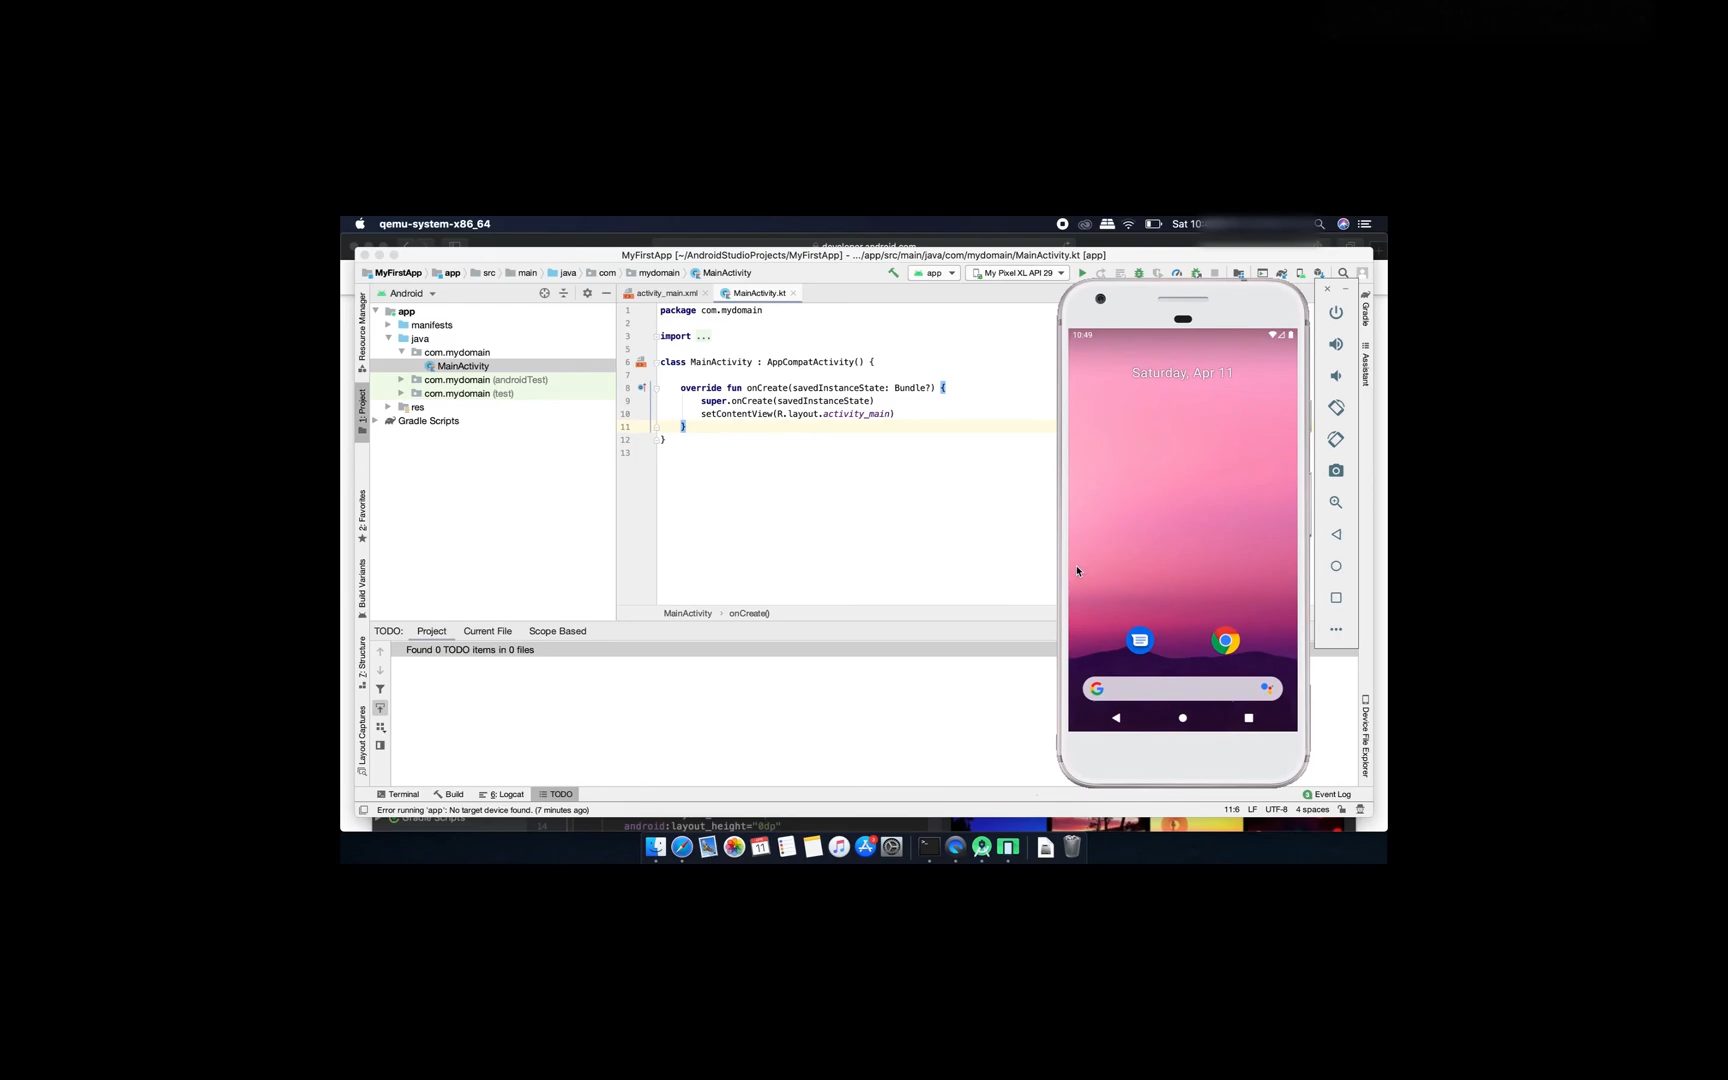 qemu-system-x86_64
Sat 10:
developer.android.com
MyFirstApp [~/AndroidStudioProjects/MyFirstApp] - .../app/src/main/java/com/mydomain/MainActivity.kt [app]
MyFirstApp app src main java com mydomain MainActivity
app My Pixel XL API 29
Android
activity_main.xml MainActivity.kt
app
manifests
java
com.mydomain
MainActivity
com.mydomain (androidTest)
com.mydomain (test)
res
Gradle Scripts
Resource Manager
1: Project
2: Favorites
Build Variants
7: Structure
Layout Captures
1 package com.mydomain
2
3 import ...
5
6 class MainActivity : AppCompatActivity() {
7
8 override fun onCreate(savedInstanceState: Bundle?) {
9 super.onCreate(savedInstanceState)
10 setContentView(R.layout.activity_main)
11 }
12 }
13
MainActivity › onCreate()
10:49
Saturday, Apr 11
Gradle
Assistant
Device File Explorer
TODO: Project Current File Scope Based
Found 0 TODO items in 0 files
Terminal Build 6: Logcat TODO Event Log
Error running 'app': No target device found. (7 minutes ago) 11:6 LF UTF-8 4 spaces
Gradle Scripts
14 android:layout_height="0dp"
11